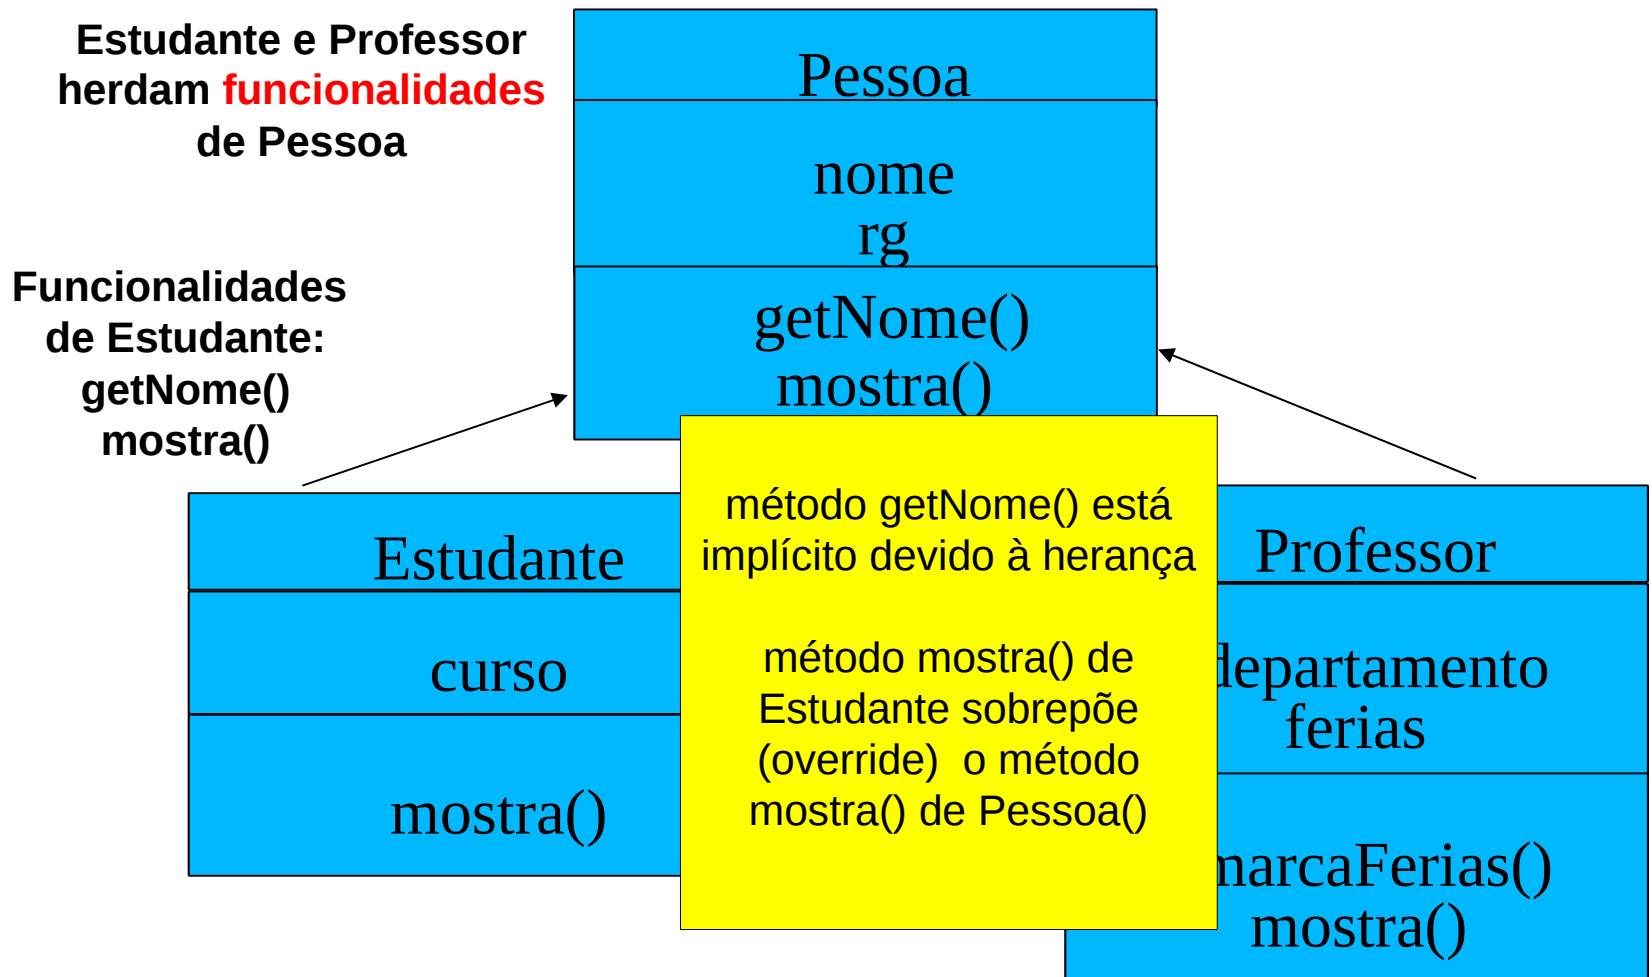 Estudante e Professor
herdam funcionalidades
de Pessoa
Pessoa
nome
rg
getNome()
mostra()
Funcionalidades
de Estudante:
getNome()
mostra()
Estudante
curso
mostra()
método getNome() está
implícito devido à herança
método mostra() de
Estudante sobrepõe
(override)  o método
mostra() de Pessoa()
Professor
departamento
ferias
marcaFerias()
mostra()